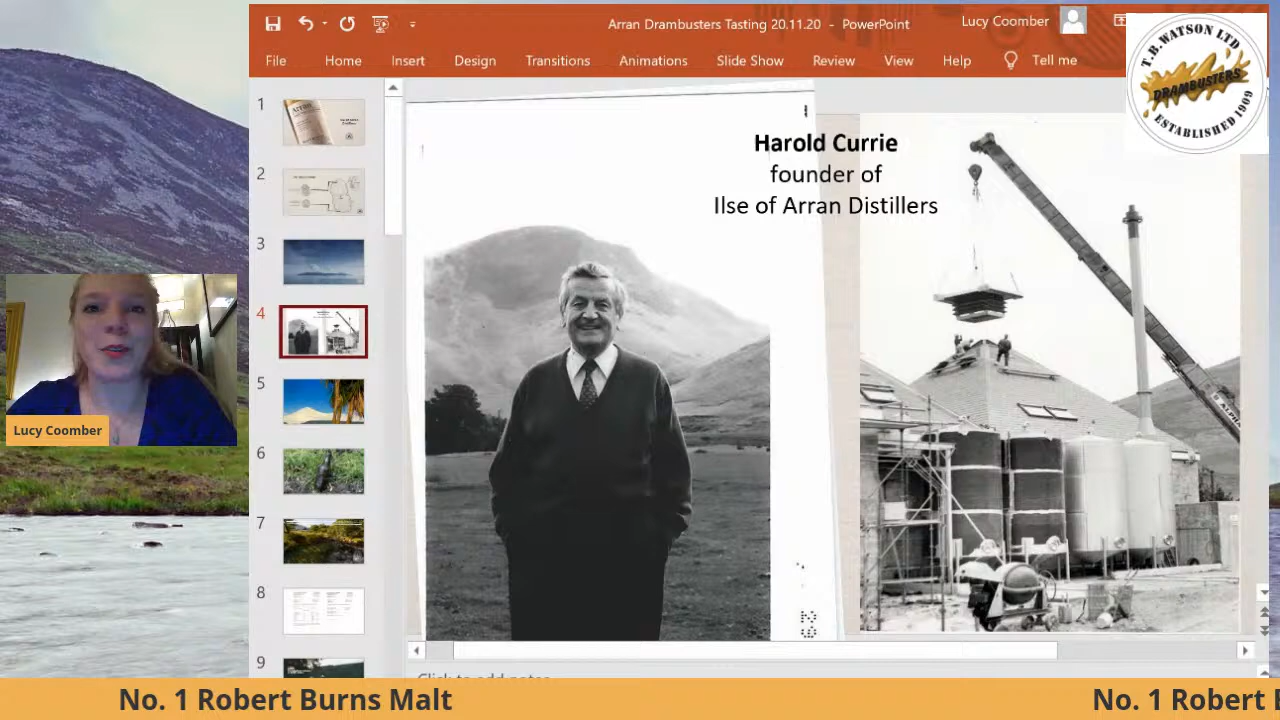 Arran Drambusters Tasting 20.11.20 - PowerPoint
Lucy Coomber
File Home Insert Design Transitions Animations Slide Show Review View Help Tell me
T.B.WATSON LTD
DRAMBUSTERS
ESTABLISHED 1909
1
2
3
4
5
6
7
8
9
Harold Currie
founder of
Ilse of Arran Distillers
Lucy Coomber
No. 1 Robert Burns Malt
No. 1 Robert